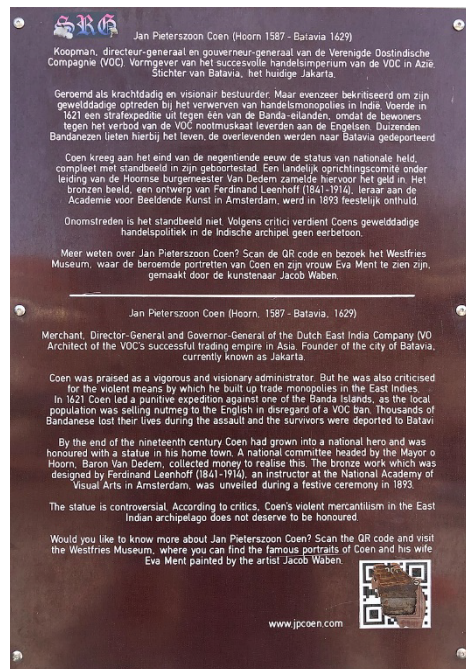 SRG
Jan Pieterszoon Coen (Hoorn 1587 - Batavia 1629)
Koopman, directeur-generaal en gouverneur-generaal van de Verenigde Oostindische
Compagnie (VOC). Vormgever van het succesvolle handelsimperium van de VOC in Azië.
Stichter van Batavia, het huidige Jakarta.
Geroemd als krachtdadig en visionair bestuurder. Maar evenzeer bekritiseerd om zijn
gewelddadige optreden bij het verwerven van handelsmonopolies in Indië. Voerde in
1621 een strafexpeditie uit tegen één van de Banda-eilanden, omdat de bewoners
tegen het verbod van de VOC nootmuskaat leverden aan de Engelsen. Duizenden
Bandanezen lieten hierbij het leven, de overlevenden werden naar Batavia gedeporteerd
Coen kreeg aan het eind van de negentiende eeuw de status van nationale held,
compleet met standbeeld in zijn geboortestad. Een landelijk oprichtingscomité onder
leiding van de Hoornse burgemeester Van Dedem zamelde hiervoor het geld in. Het
bronzen beeld, een ontwerp van Ferdinand Leenhoff (1841-1914), leraar aan de
Academie voor Beeldende Kunst in Amsterdam, werd in 1893 feestelijk onthuld.
Onomstreden is het standbeeld niet. Volgens critici verdient Coens gewelddadige
handelspolitiek in de Indische archipel geen eerbetoon.
Meer weten over Jan Pieterszoon Coen? Scan de QR code en bezoek het Westfries
Museum, waar de beroemde portretten van Coen en zijn vrouw Eva Ment te zien zijn,
gemaakt door de kunstenaar Jacob Waben.
Jan Pieterszoon Coen (Hoorn, 1587 - Batavia, 1629)
Merchant, Director-General and Governor-General of the Dutch East India Company (VO
Architect of the VOC's successful trading empire in Asia. Founder of the city of Batavia,
currently known as Jakarta.
Coen was praised as a vigorous and visionary administrator. But he was also criticised
for the violent means by which he built up trade monopolies in the East Indies.
In 1621 Coen led a punitive expedition against one of the Banda Islands, as the local
population was selling nutmeg to the English in disregard of a VOC ban. Thousands of
Bandanese lost their lives during the assault and the survivors were deported to Batavi
By the end of the nineteenth century Coen had grown into a national hero and was
honoured with a statue in his home town. A national committee headed by the Mayor o
Hoorn, Baron Van Dedem, collected money to realise this. The bronze work which was
designed by Ferdinand Leenhoff (1841-1914), an instructor at the National Academy of
Visual Arts in Amsterdam, was unveiled during a festive ceremony in 1893.
The statue is controversial. According to critics, Coen's violent mercantilism in the East
Indian archipelago does not deserve to be honoured.
Would you like to know more about Jan Pieterszoon Coen? Scan the QR code and visit
the Westfries Museum, where you can find the famous portraits of Coen and his wife
Eva Ment painted by the artist Jacob Waben.
www.jpcoen.com